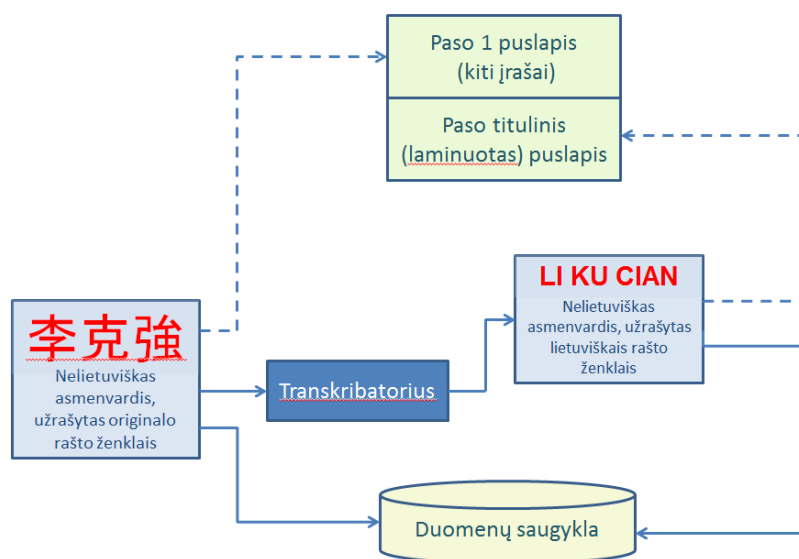 Paso 1 puslapis
(kiti įrašai)
Paso titulinis
(laminuotas) puslapis
李克強
Nelietuviškas
asmenvardis,
užrašytas originalo
rašto ženklais
Transkribatorius
LI KU CIAN
Nelietuviškas
asmenvardis, užrašytas
lietuviškais rašto
ženklais
Duomenų saugykla